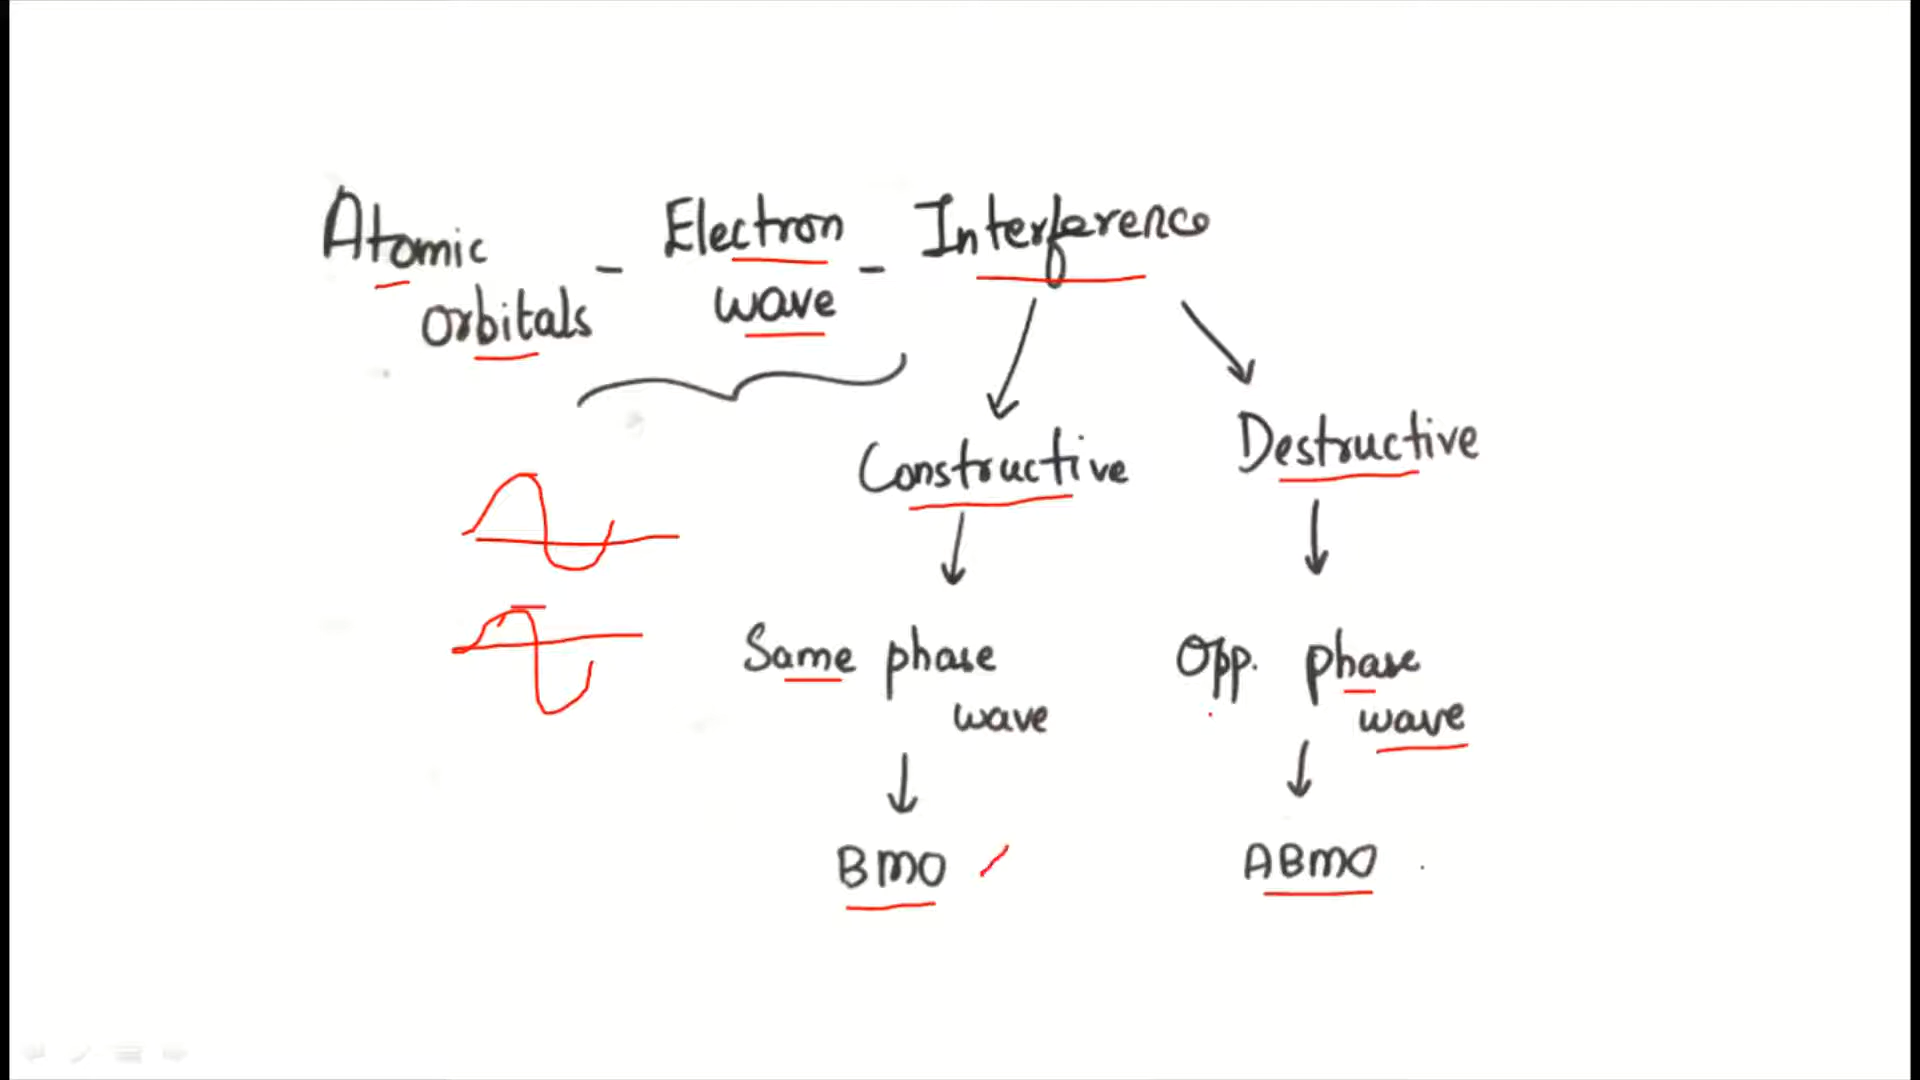 Atomic orbitals - Electron wave - Interference
Constructive
Destructive
Same phase wave
Opp. phase wave
BMO
ABMO